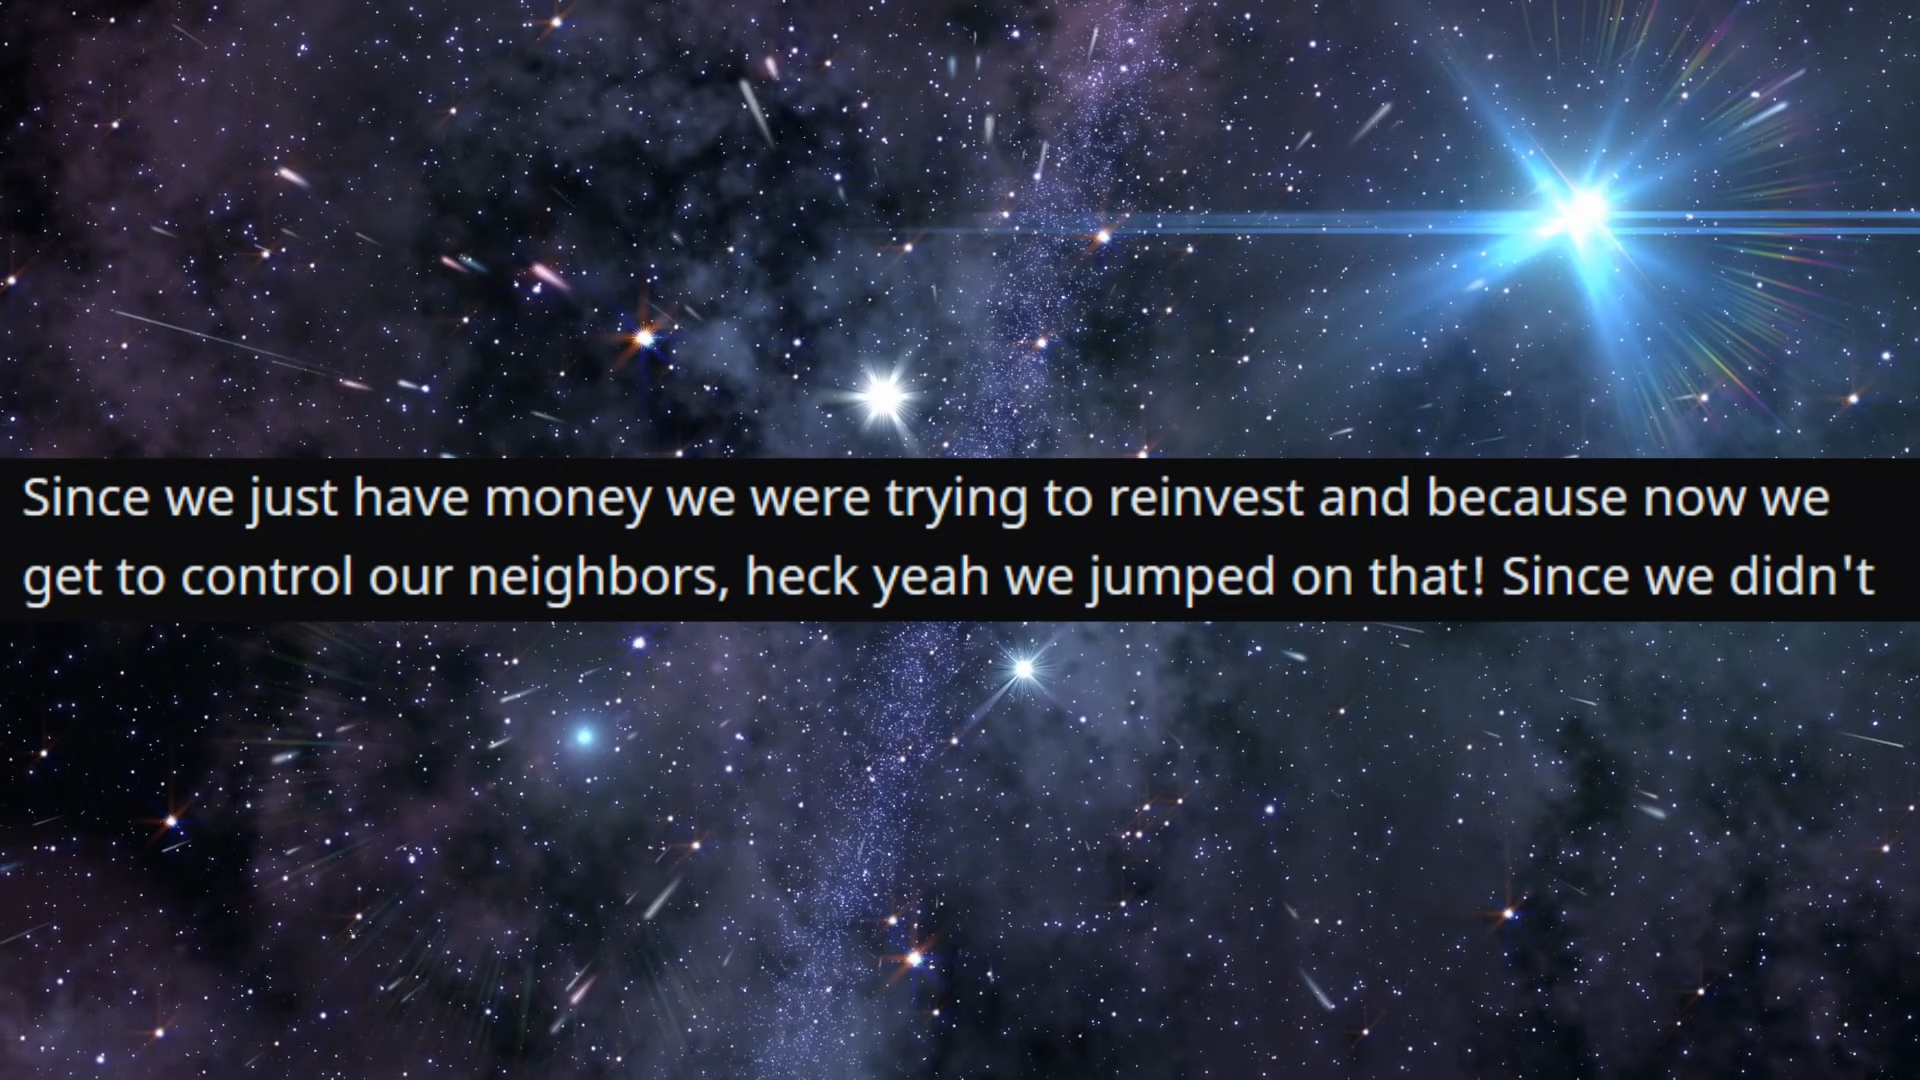 Since we just have money we were trying to reinvest and because now we
get to control our neighbors, heck yeah we jumped on that! Since we didn't